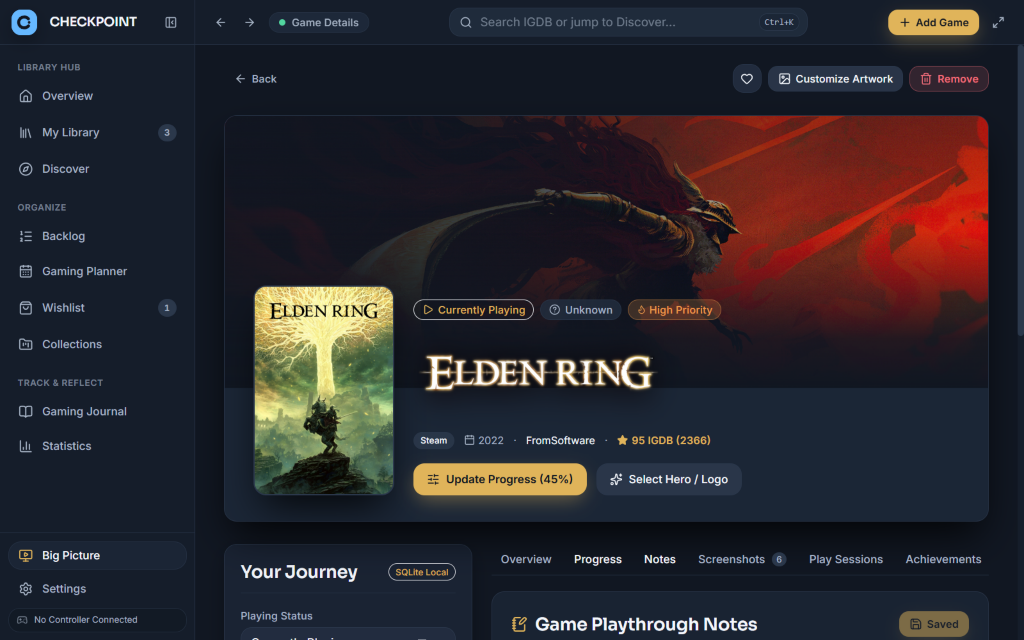 CHECKPOINT
Game Details
Search IGDB or jump to Discover...
Ctrl+K
Add Game
LIBRARY HUB
Overview
My Library
3
Discover
ORGANIZE
Backlog
Gaming Planner
Wishlist
1
Collections
TRACK & REFLECT
Gaming Journal
Statistics
Big Picture
Settings
No Controller Connected
Back
Customize Artwork
Remove
ELDEN RING
Currently Playing
Unknown
High Priority
ELDEN RING
Steam
2022 · FromSoftware · 95 IGDB (2366)
Update Progress (45%)
Select Hero / Logo
Your Journey
SQLite Local
Playing Status
Overview
Progress
Notes
Screenshots 6
Play Sessions
Achievements
Game Playthrough Notes
Saved